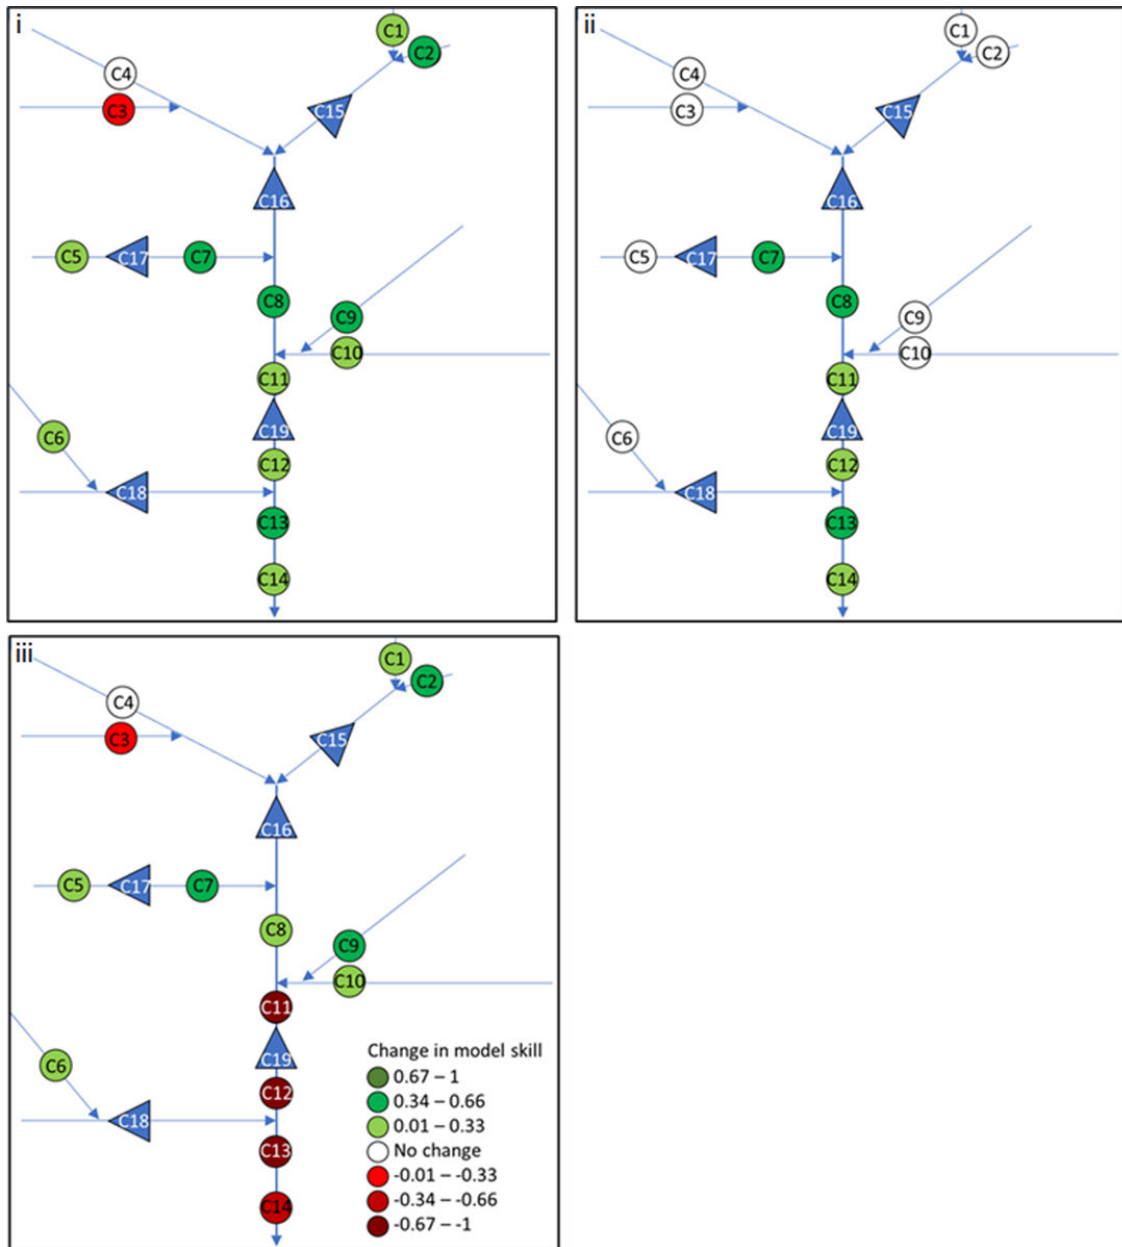 i
C1
C2
C4
C3
C15
C16
C5
C17
C7
C8
C9
C10
C11
C6
C19
C12
C18
C13
C14
ii
C1
C2
C4
C3
C15
C16
C5
C17
C7
C8
C9
C10
C11
C6
C19
C12
C18
C13
C14
iii
C1
C2
C4
C3
C15
C16
C5
C17
C7
C8
C9
C10
C11
C6
C19
C12
C18
C13
C14
Change in model skill
0.67 – 1
0.34 – 0.66
0.01 – 0.33
No change
-0.01 – -0.33
-0.34 – -0.66
-0.67 – -1